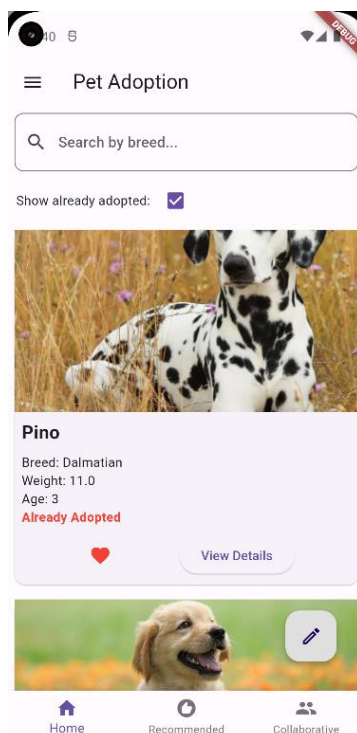 40
DEBUG
Pet Adoption
Search by breed...
Show already adopted:
Pino
Breed: Dalmatian
Weight: 11.0
Age: 3
Already Adopted
View Details
Home
Recommended
Collaborative